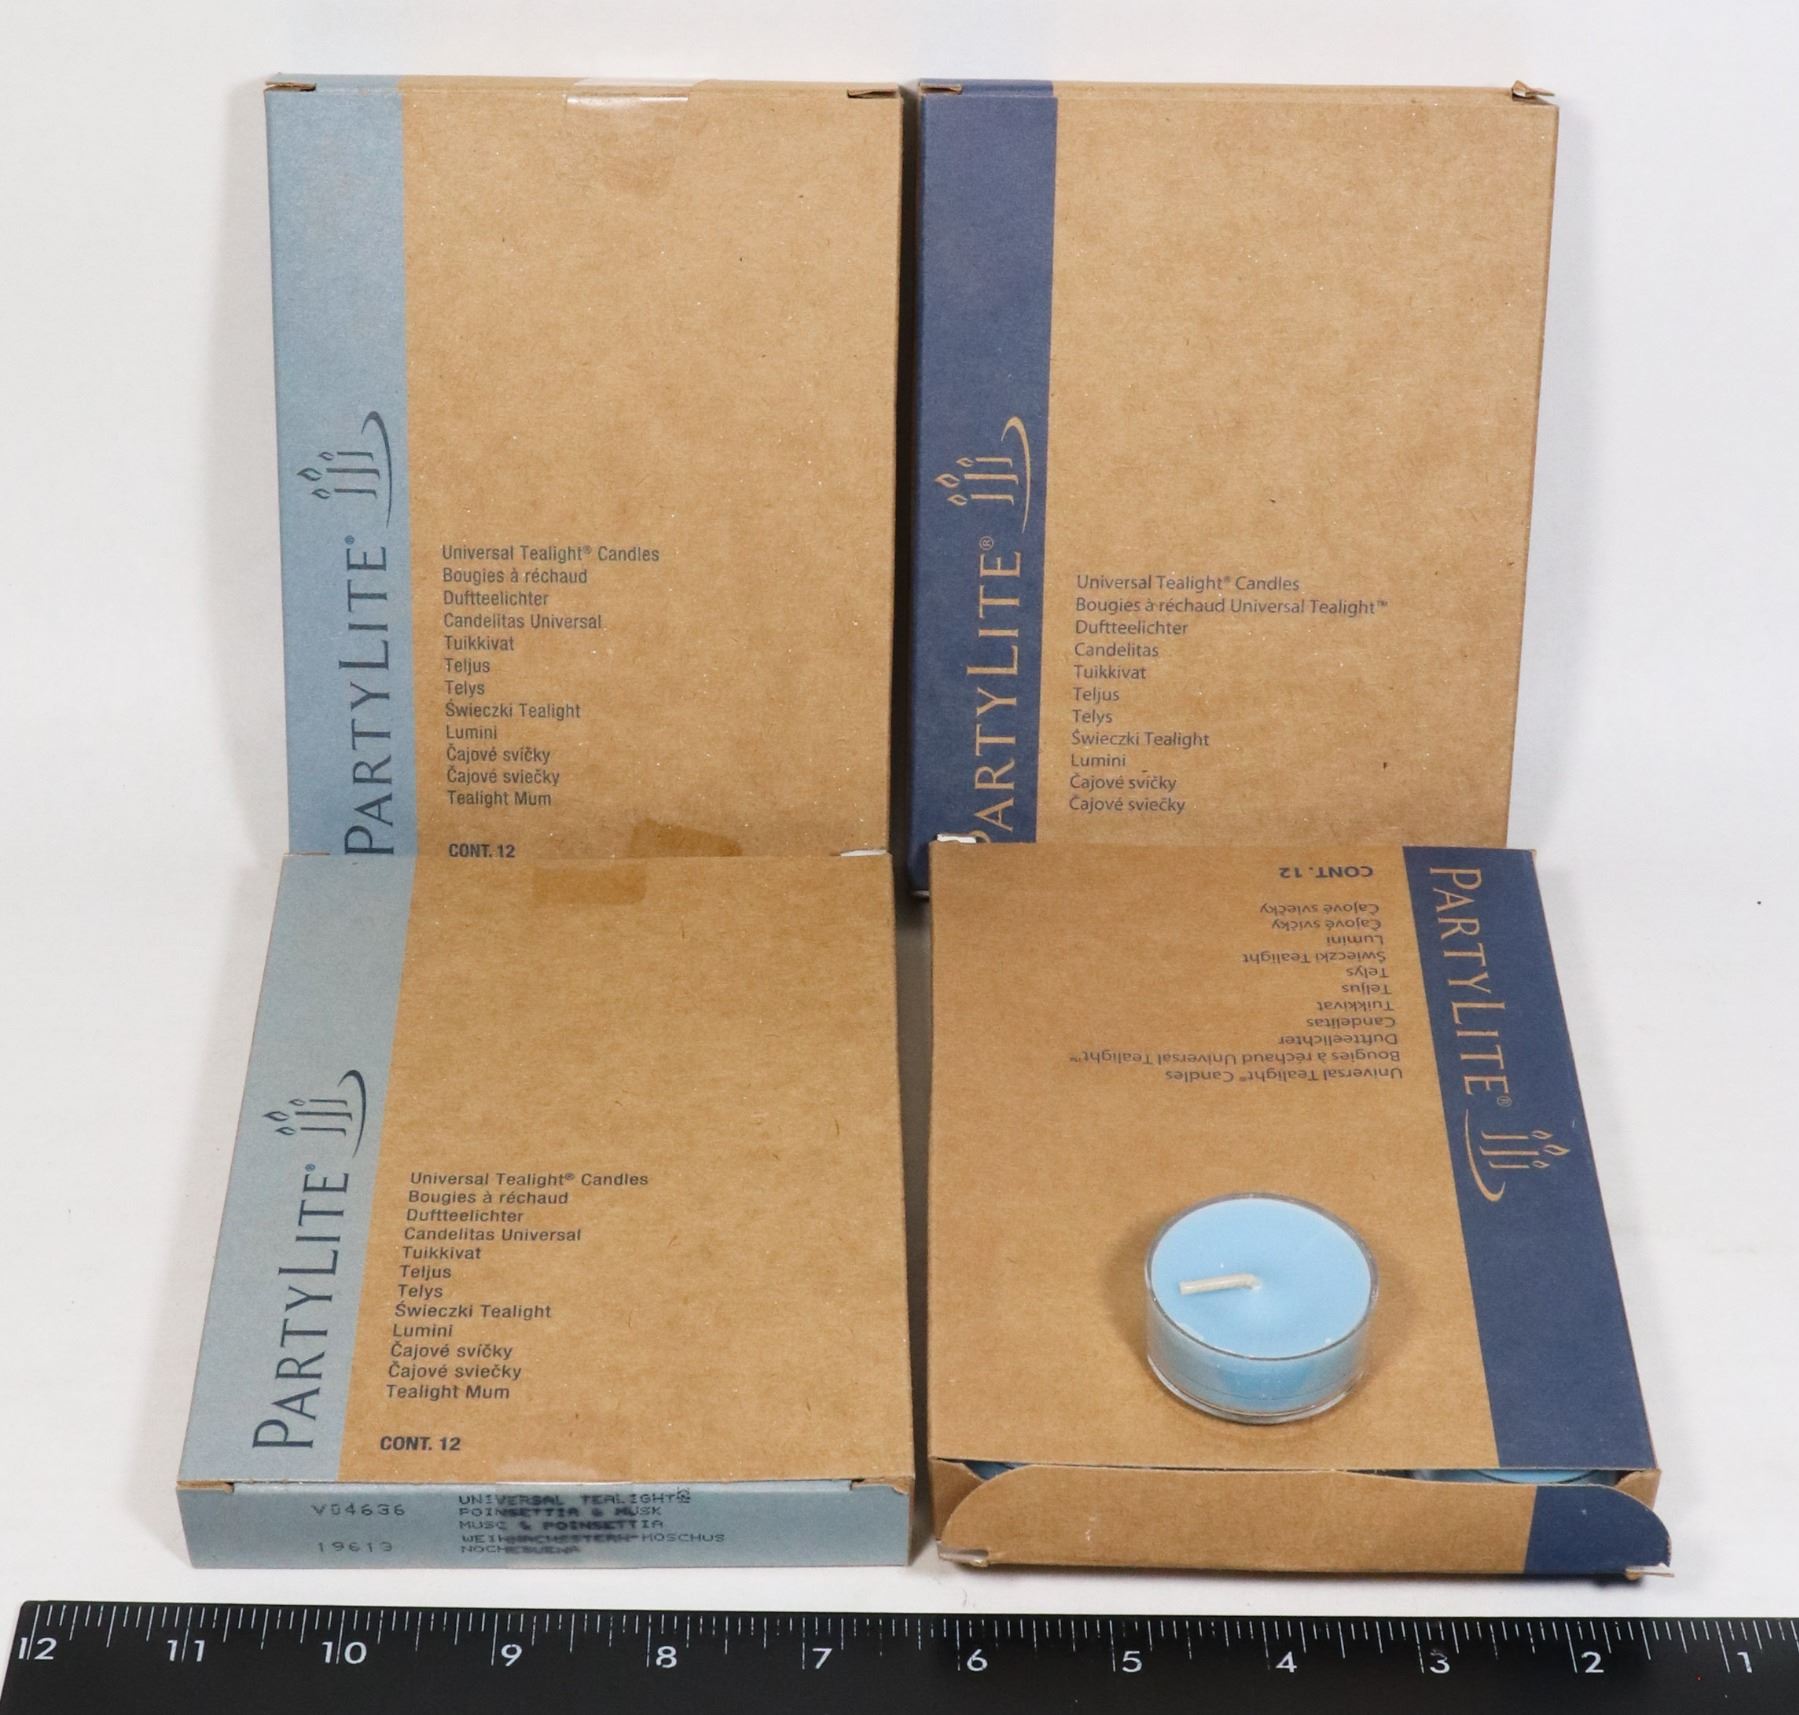 PARTYLITE®
Universal Tealight® Candles
Bougies à réchaud
Duftteelichter
Candelitas Universal
Tuikkivat
Teljus
Telys
Świeczki Tealight
Lumini
Čajové svíčky
Čajové sviečky
Tealight Mum
CONT. 12
PARTYLITE®
Universal Tealight® Candles
Bougies à réchaud Universal Tealight™
Duftteelichter
Candelitas
Tuikkivat
Teljus
Telys
Świeczki Tealight
Lumini
Čajové svíčky
Čajové sviečky
PARTYLITE®
Universal Tealight® Candles
Bougies à réchaud
Duftteelichter
Candelitas Universal
Tuikkivat
Teljus
Telys
Świeczki Tealight
Lumini
Čajové svíčky
Čajové sviečky
Tealight Mum
CONT. 12
V04636
19613
UNIVERSAL TEALIGHT
POINSETTIA & MUSK
MUSC & POINSETTIA
WEIHNACHSSTERN-MOSCHUS
NOCHEBUENA
PARTYLITE®
Universal Tealight® Candles
Bougies à réchaud Universal Tealight™
Duftteelichter
Candelitas
Tuikkivat
Teljus
Telys
Świeczki Tealight
Lumini
Čajové svíčky
Čajové sviečky
CONT. 12
12 11 10 9 8 7 6 5 4 3 2 1